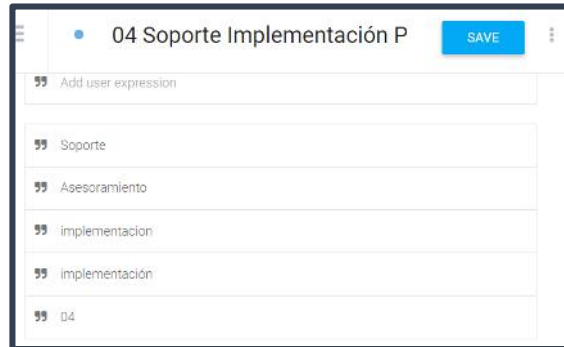 04 Soporte Implementación P
SAVE
Add user expression
Soporte
Asesoramiento
implementacion
implementación
04